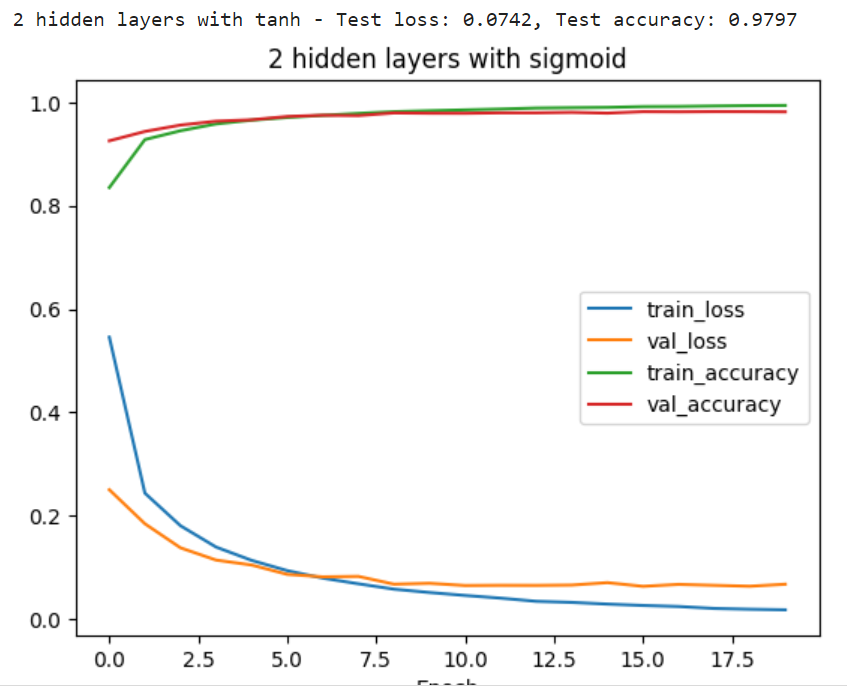 2 hidden layers with tanh - Test loss: 0.0742, Test accuracy: 0.9797
2 hidden layers with sigmoid
1.0
0.8
0.6
0.4
0.2
0.0
train_loss
val_loss
train_accuracy
val_accuracy
0.0 2.5 5.0 7.5 10.0 12.5 15.0 17.5
Epoch